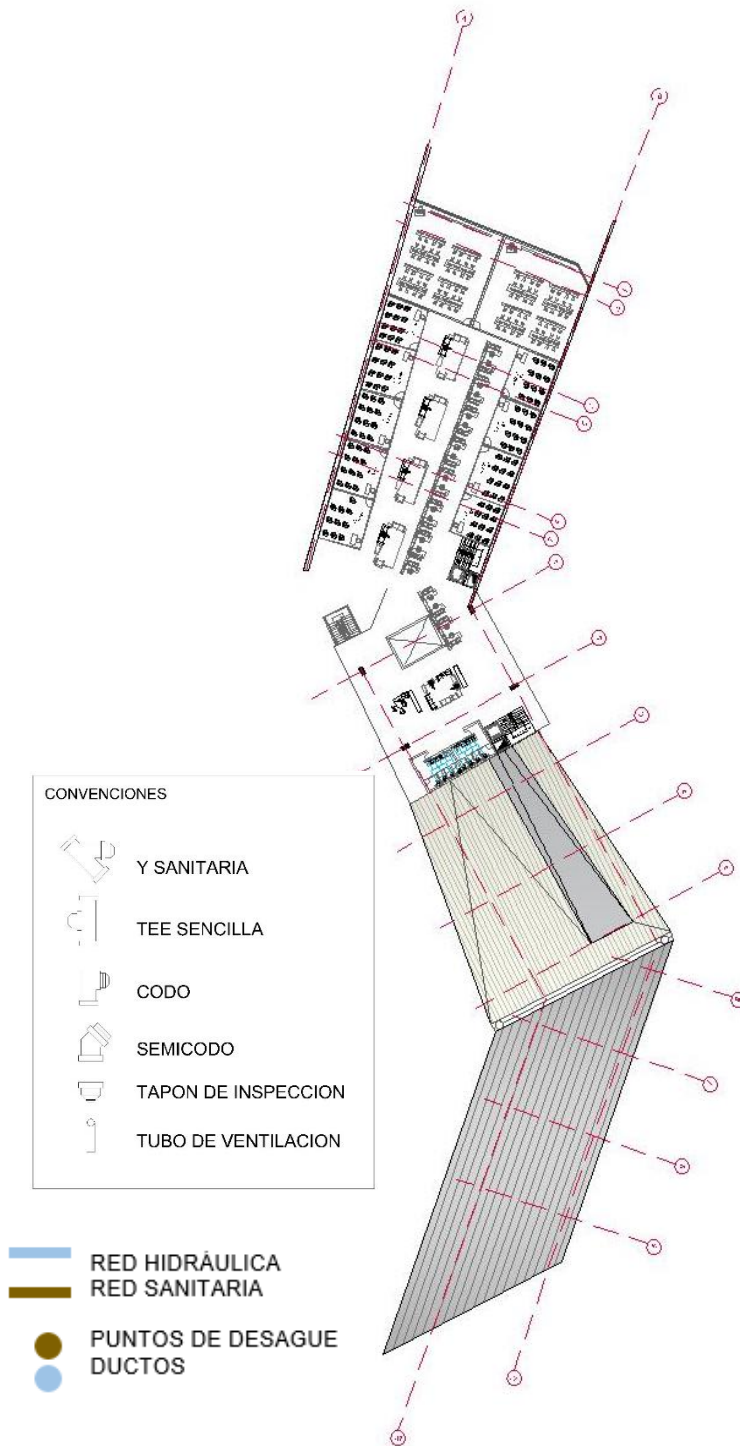 CONVENCIONES
Y SANITARIA
TEE SENCILLA
CODO
SEMICODO
TAPON DE INSPECCION
TUBO DE VENTILACION
RED HIDRÁULICA
RED SANITARIA
PUNTOS DE DESAGUE
DUCTOS